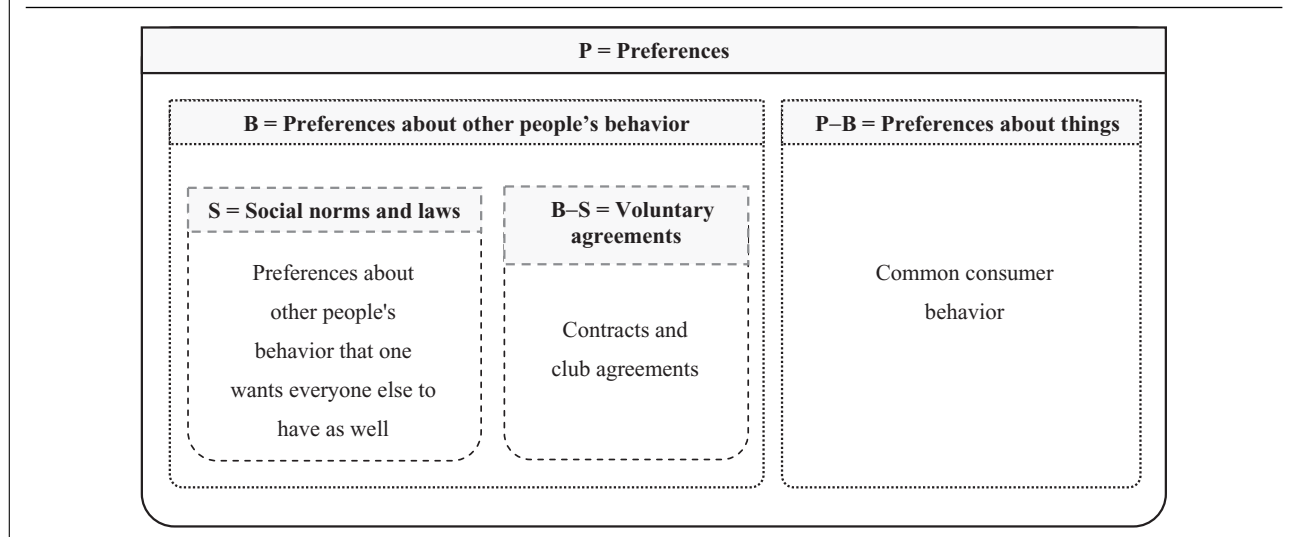 P = Preferences
B = Preferences about other people’s behavior
P–B = Preferences about things
S = Social norms and laws
Preferences about
other people's
behavior that one
wants everyone else to
have as well
B–S = Voluntary
agreements
Contracts and
club agreements
Common consumer
behavior